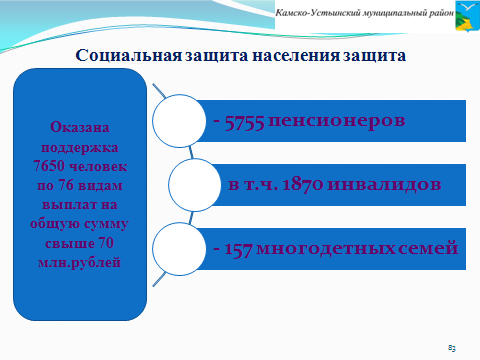 Камско-Устьинский муниципальный район
Социальная защита населения защита
Оказана
поддержка
7650 человек
по 76 видам
выплат на
общую сумму
свыше 70
млн.рублей
- 5755 пенсионеров
в т.ч. 1870 инвалидов
- 157 многодетных семей
83